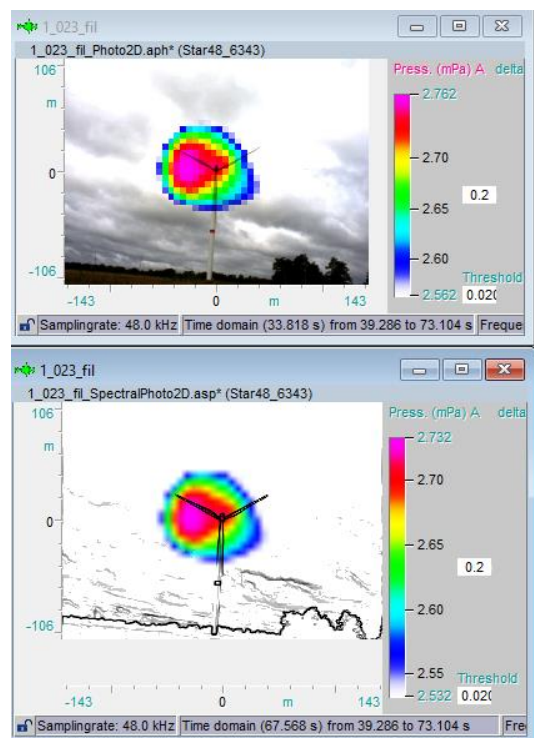 1_023_fil
1_023_fil_Photo2D.aph* (Star48_6343)
106
m
0
-106
-143 0 m 143
Press. (mPa) A delta
2.762
2.70
2.65
2.60
2.562
0.2
Threshold
0.020
Samplingrate: 48.0 kHz Time domain (33.818 s) from 39.286 to 73.104 s Freque
1_023_fil
1_023_fil_SpectralPhoto2D.asp* (Star48_6343)
106
m
0
-106
-143 0 m 143
Press. (mPa) A delta
2.732
2.70
2.65
2.60
2.55
2.532
0.2
Threshold
0.020
Samplingrate: 48.0 kHz Time domain (67.568 s) from 39.286 to 73.104 s Fre